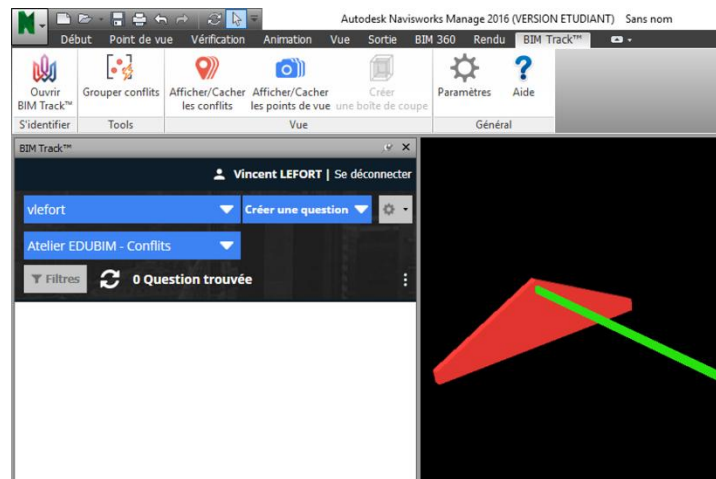 Autodesk Navisworks Manage 2016 (VERSION ETUDIANT) Sans nom
Début Point de vue Vérification Animation Vue Sortie BIM 360 Rendu BIM Track™
Ouvrir BIM Track™
Grouper conflits
Afficher/Cacher les conflits
Afficher/Cacher les points de vue
Créer une boîte de coupe
Paramètres
Aide
S'identifier Tools Vue Général
BIM Track™
Vincent LEFORT | Se déconnecter
vlefort Créer une question
Atelier EDUBIM - Conflits
Filtres 0 Question trouvée